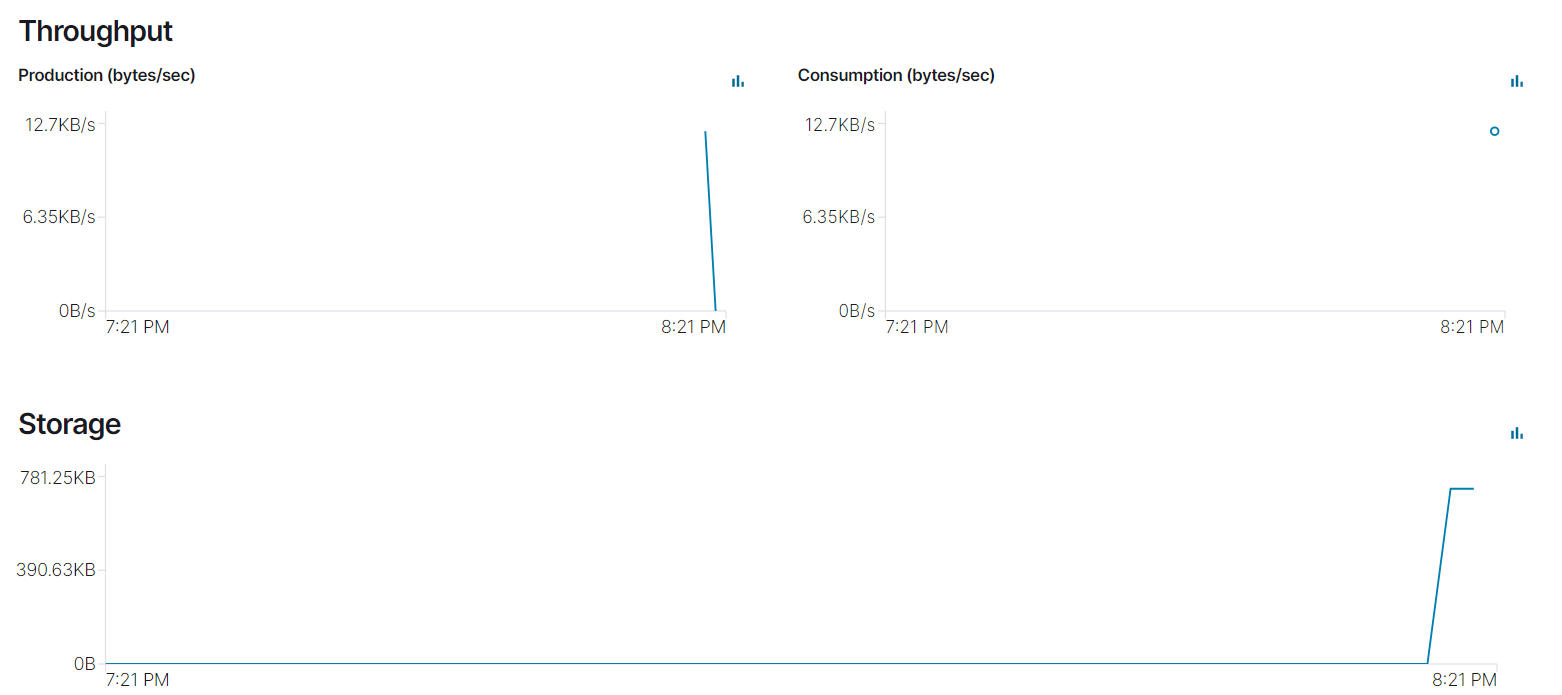 Throughput
Production (bytes/sec)
12.7KB/s
6.35KB/s
0B/s
7:21 PM 8:21 PM
Consumption (bytes/sec)
12.7KB/s
6.35KB/s
0B/s
7:21 PM 8:21 PM
Storage
781.25KB
390.63KB
0B
7:21 PM 8:21 PM